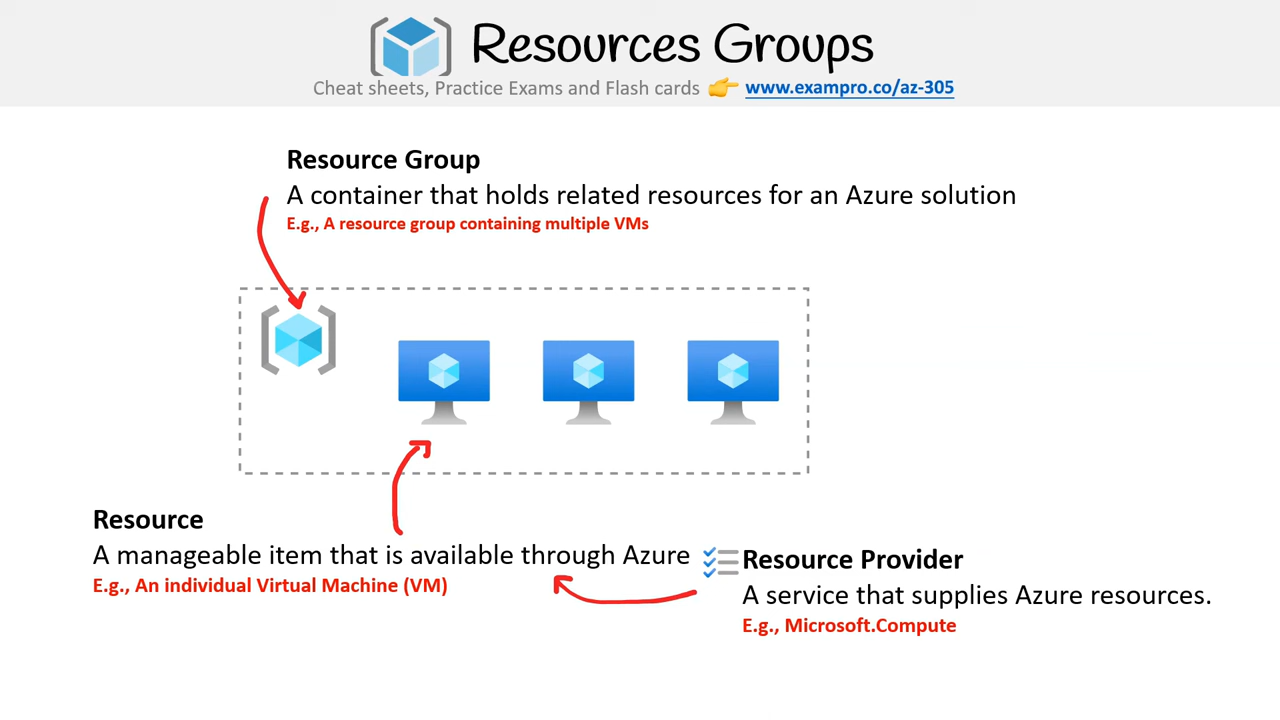 Resources Groups
Cheat sheets, Practice Exams and Flash cards 👉 www.exampro.co/az-305
Resource Group
A container that holds related resources for an Azure solution
E.g., A resource group containing multiple VMs
Resource
A manageable item that is available through Azure
E.g., An individual Virtual Machine (VM)
Resource Provider
A service that supplies Azure resources.
E.g., Microsoft.Compute